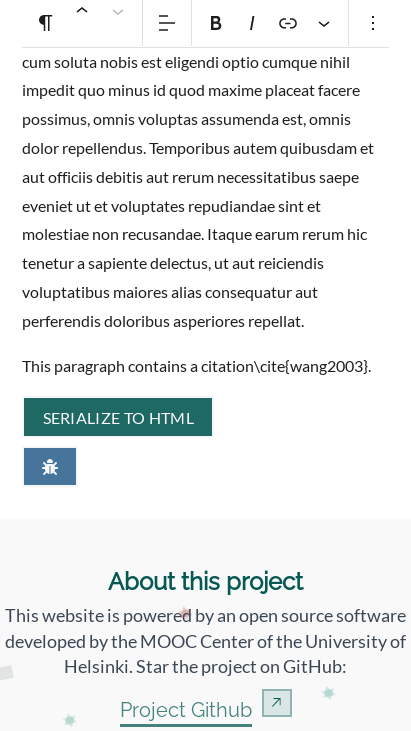 ¶ B I
cum soluta nobis est eligendi optio cumque nihil
impedit quo minus id quod maxime placeat facere
possimus, omnis voluptas assumenda est, omnis
dolor repellendus. Temporibus autem quibusdam et
aut officiis debitis aut rerum necessitatibus saepe
eveniet ut et voluptates repudiandae sint et
molestiae non recusandae. Itaque earum rerum hic
tenetur a sapiente delectus, ut aut reiciendis
voluptatibus maiores alias consequatur aut
perferendis doloribus asperiores repellat.
This paragraph contains a citation\cite{wang2003}.
SERIALIZE TO HTML
About this project
This website is powered by an open source software
developed by the MOOC Center of the University of
Helsinki. Star the project on GitHub:
Project Github